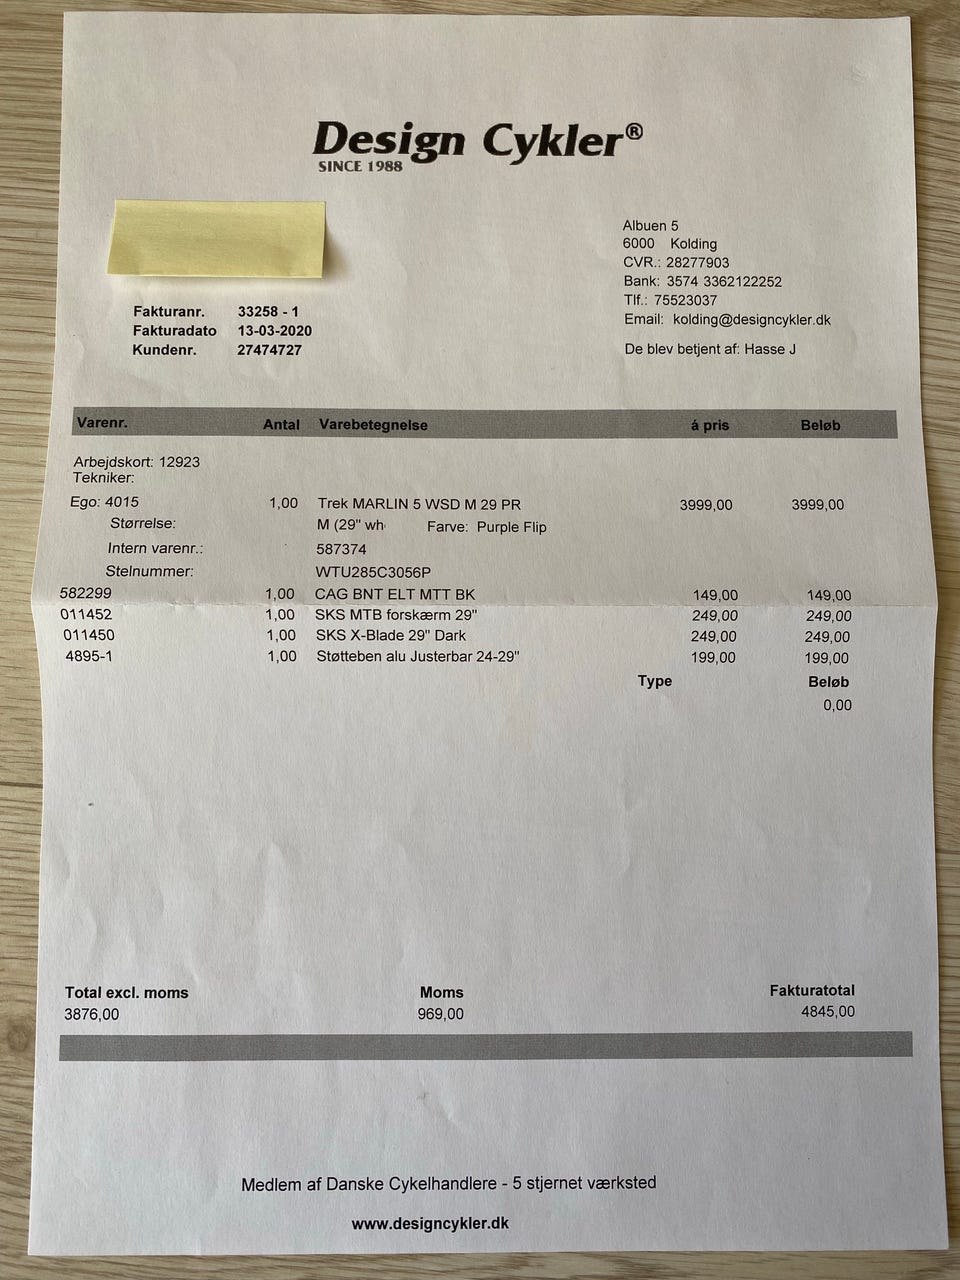 Design Cykler®
SINCE 1988
Albuen 5
6000 Kolding
CVR.: 28277903
Bank: 3574 3362122252
Tlf.: 75523037
Email: kolding@designcykler.dk
De blev betjent af: Hasse J
Fakturanr. 33258 - 1
Fakturadato 13-03-2020
Kundenr. 27474727
Varenr. Antal Varebetegnelse á pris Beløb
Arbejdskort: 12923
Tekniker:
Ego: 4015 1,00 Trek MARLIN 5 WSD M 29 PR 3999,00 3999,00
Størrelse: M (29" wh Farve: Purple Flip
Intern varenr.: 587374
Stelnummer: WTU285C3056P
582299 1,00 CAG BNT ELT MTT BK 149,00 149,00
011452 1,00 SKS MTB forskærm 29" 249,00 249,00
011450 1,00 SKS X-Blade 29" Dark 249,00 249,00
4895-1 1,00 Støtteben alu Justerbar 24-29" 199,00 199,00
Type Beløb
0,00
Total excl. moms Moms Fakturatotal
3876,00 969,00 4845,00
Medlem af Danske Cykelhandlere - 5 stjernet værksted
www.designcykler.dk